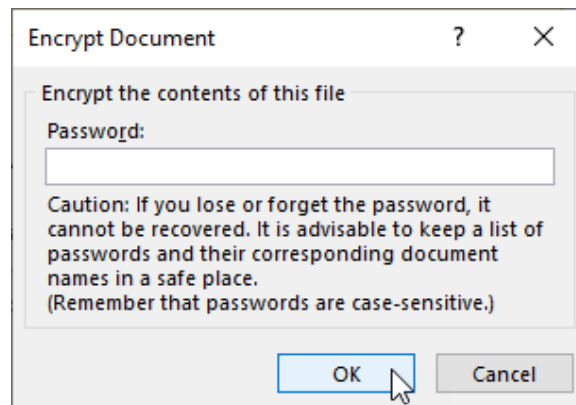 Encrypt Document ?
Encrypt the contents of this file
Password:
Caution: If you lose or forget the password, it
cannot be recovered. It is advisable to keep a list of
passwords and their corresponding document
names in a safe place.
(Remember that passwords are case-sensitive.)
OK Cancel